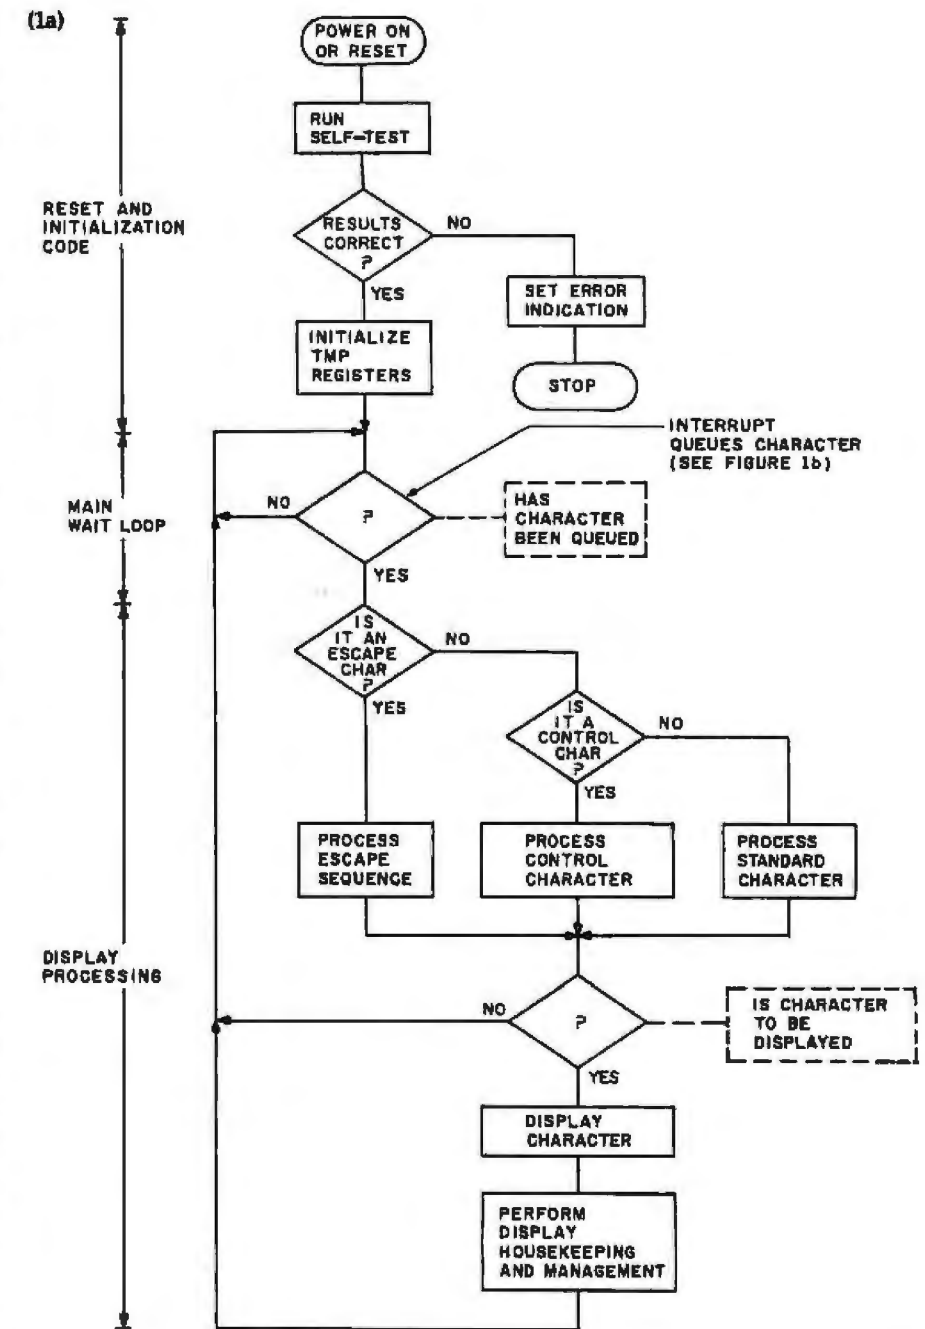 (1a)
POWER ON
OR RESET
RUN
SELF-TEST
RESET AND
INITIALIZATION
CODE
RESULTS
CORRECT
?
NO
YES
SET ERROR
INDICATION
INITIALIZE
TMP
REGISTERS
STOP
INTERRUPT
QUEUES CHARACTER
(SEE FIGURE 1b)
MAIN
WAIT LOOP
NO
?
HAS
CHARACTER
BEEN QUEUED
YES
IS
IT AN
ESCAPE
CHAR
?
NO
YES
IS
IT A
CONTROL
CHAR
?
NO
YES
PROCESS
ESCAPE
SEQUENCE
PROCESS
CONTROL
CHARACTER
PROCESS
STANDARD
CHARACTER
DISPLAY
PROCESSING
NO
?
IS CHARACTER
TO BE
DISPLAYED
YES
DISPLAY
CHARACTER
PERFORM
DISPLAY
HOUSEKEEPING
AND MANAGEMENT